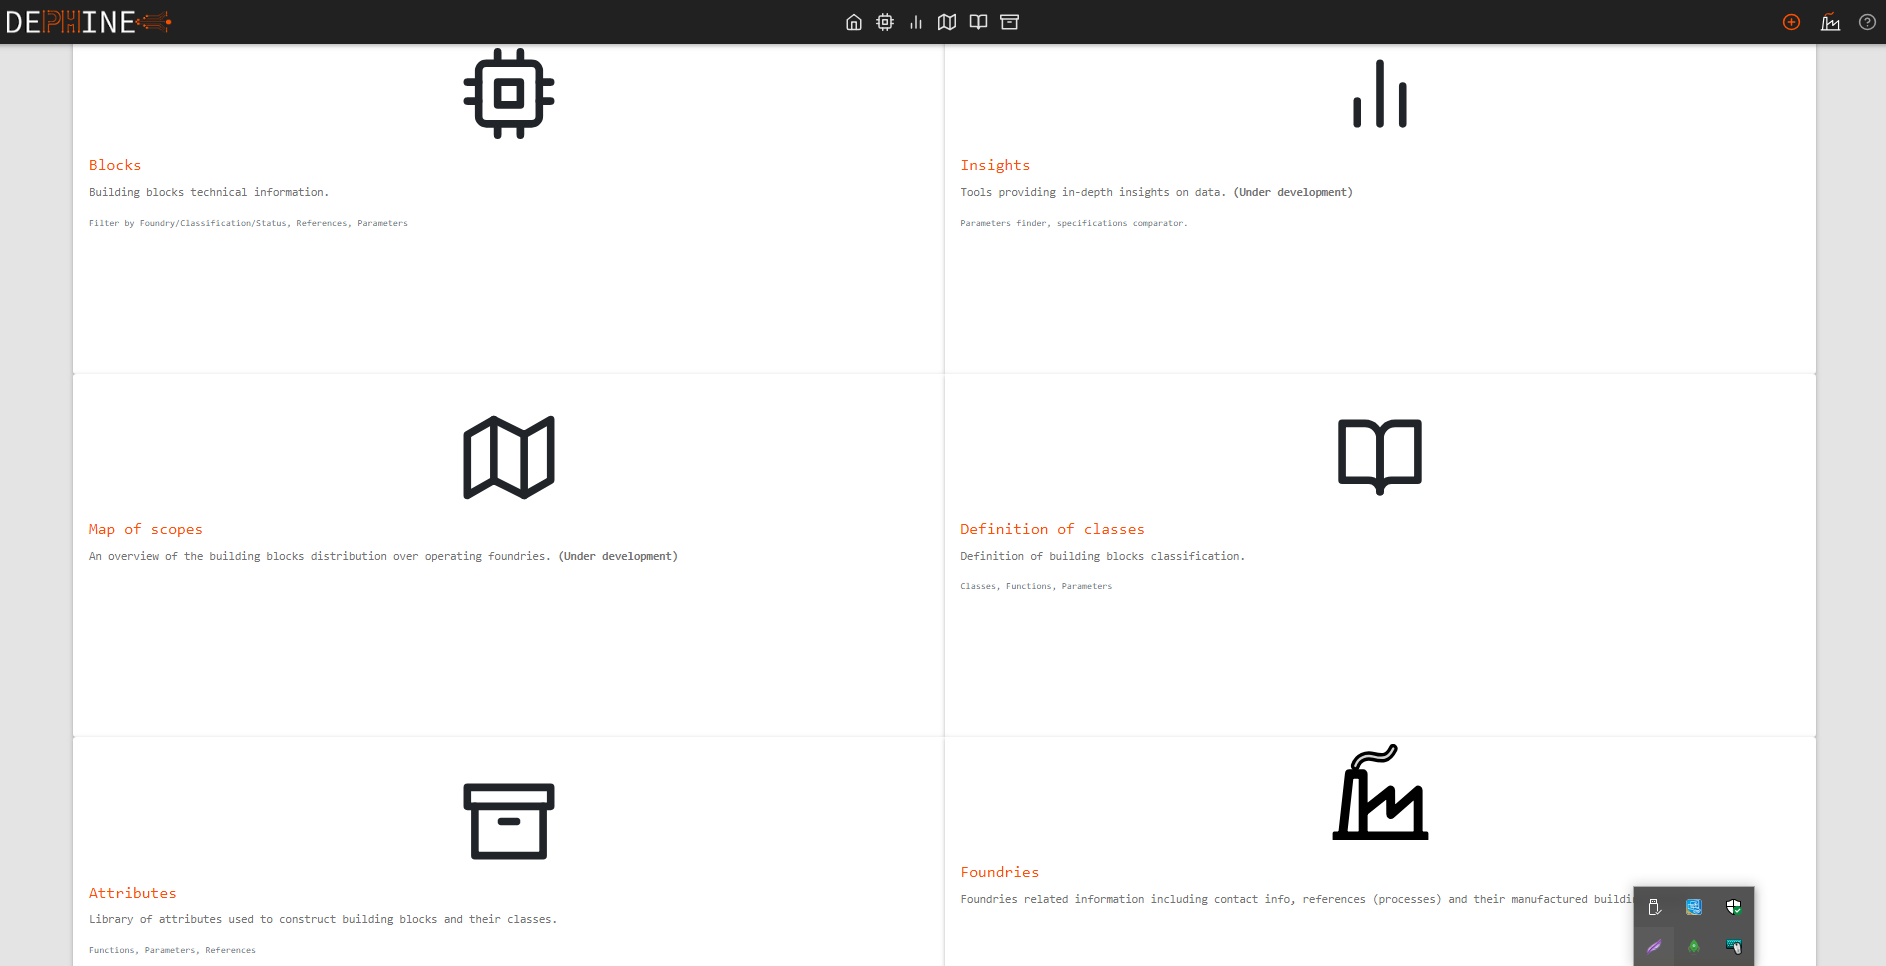 DEPHINE
Blocks
Building blocks technical information.
Filter by Foundry/Classification/Status, References, Parameters
Insights
Tools providing in-depth insights on data. (Under development)
Parameters finder, specifications comparator.
Map of scopes
An overview of the building blocks distribution over operating foundries. (Under development)
Definition of classes
Definition of building blocks classification.
Classes, Functions, Parameters
Attributes
Library of attributes used to construct building blocks and their classes.
Functions, Parameters, References
Foundries
Foundries related information including contact info, references (processes) and their manufactured